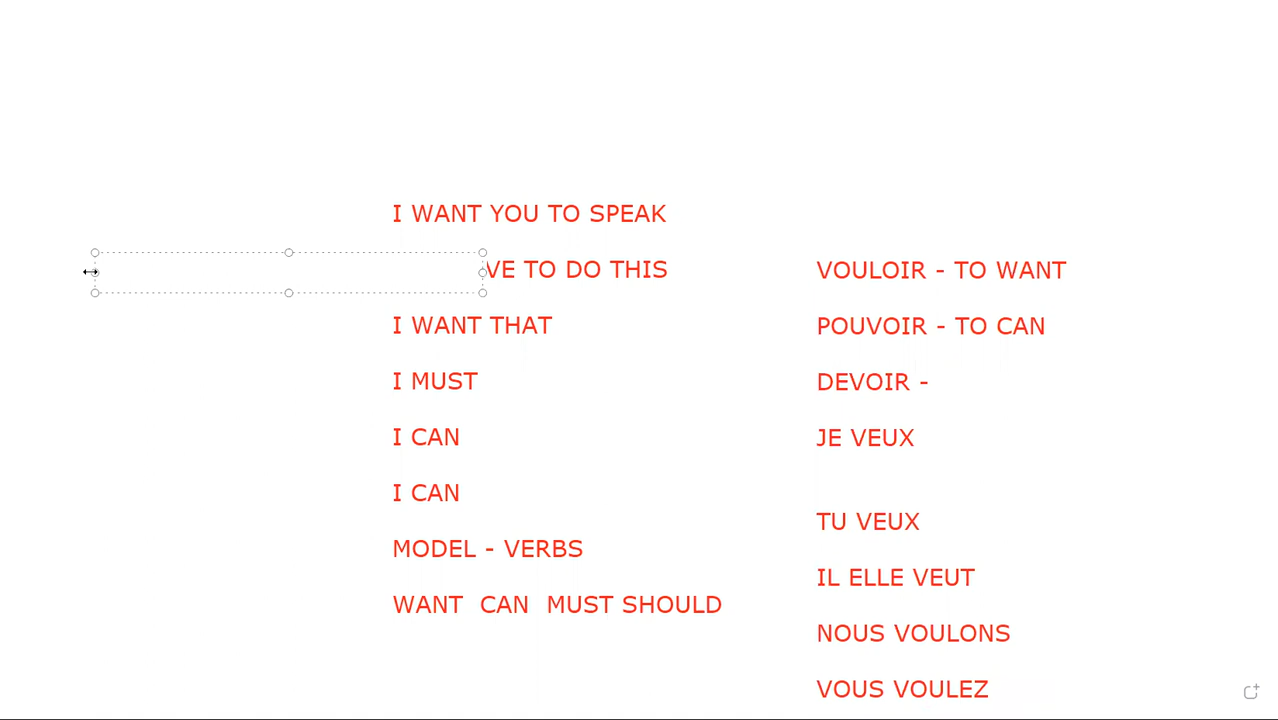 I WANT YOU TO SPEAK
VE TO DO THIS
I WANT THAT
I MUST
I CAN
I CAN
MODEL - VERBS
WANT CAN MUST SHOULD
VOULOIR - TO WANT
POUVOIR - TO CAN
DEVOIR -
JE VEUX
TU VEUX
IL ELLE VEUT
NOUS VOULONS
VOUS VOULEZ